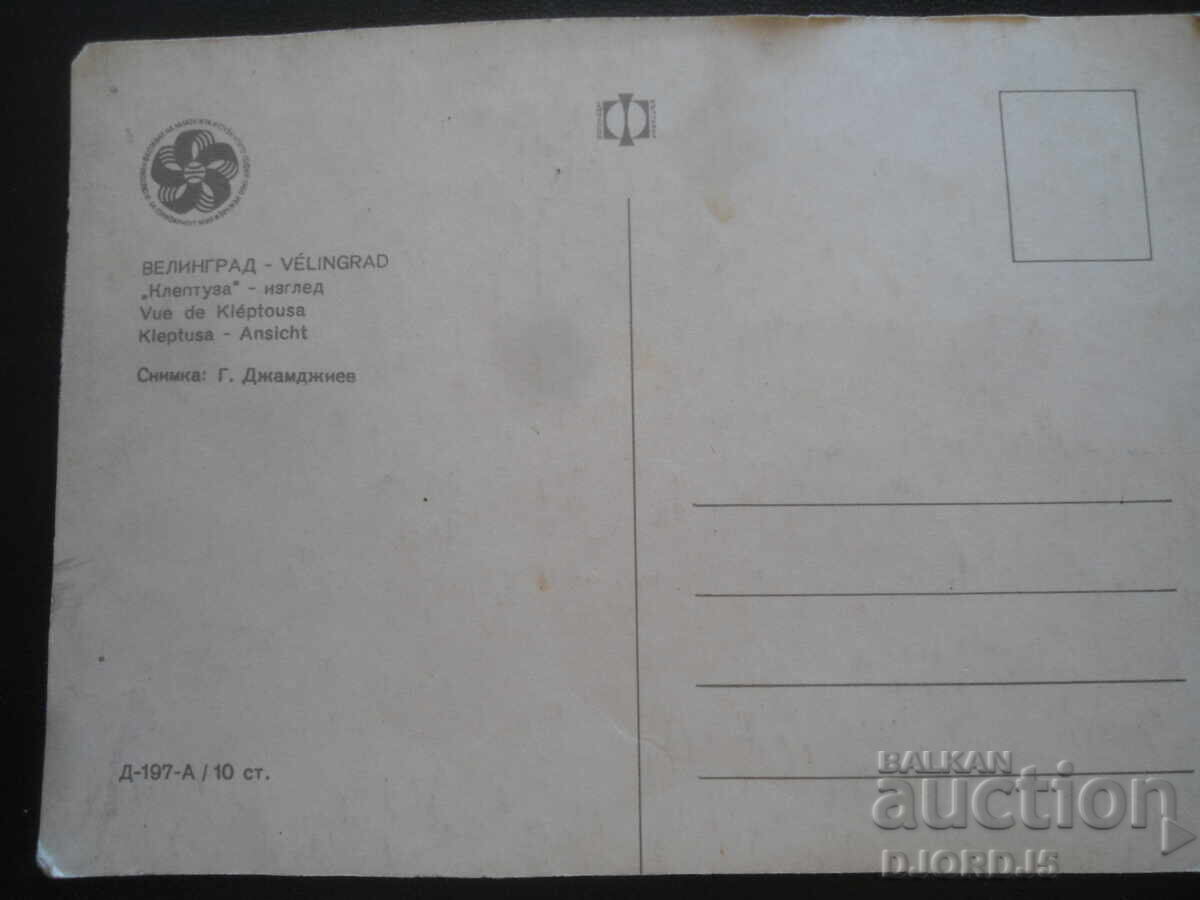 ВЕЛИНГРАД - VÉLINGRAD
„Клептуза" - изглед
Vue de Kléptousa
Kleptusa - Ansicht
Снимка: Г. Джамджиев
Д-197-А / 10 ст.
BALKAN
auction
DJORDJ5